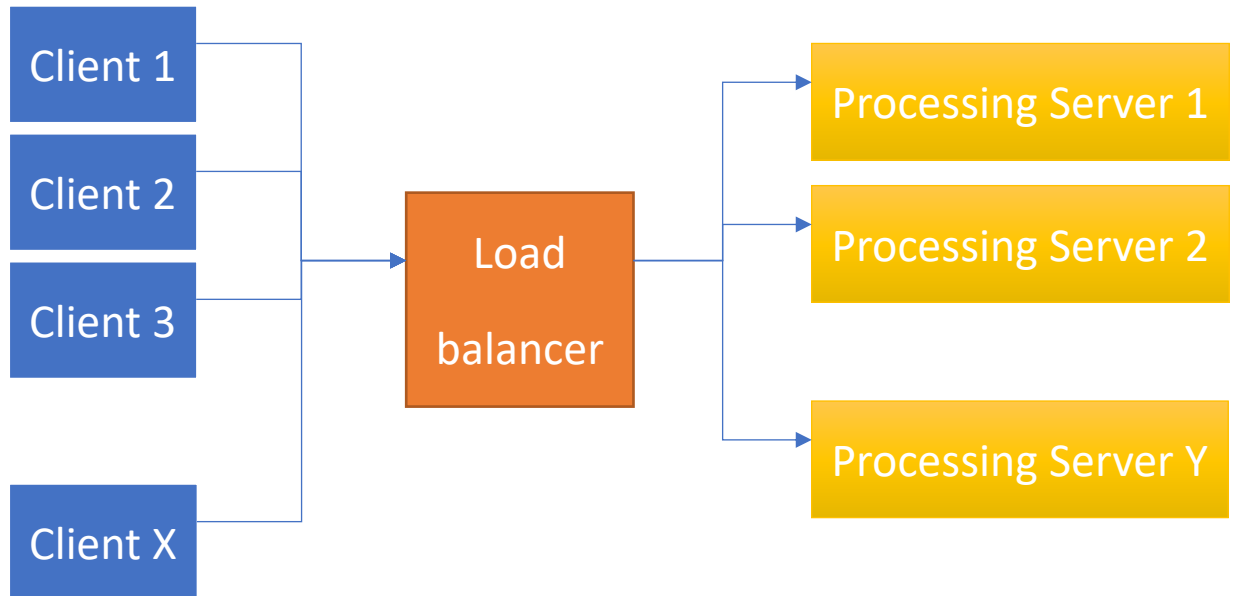 Client 1
Client 2
Client 3
Client X
Load
balancer
Processing Server 1
Processing Server 2
Processing Server Y